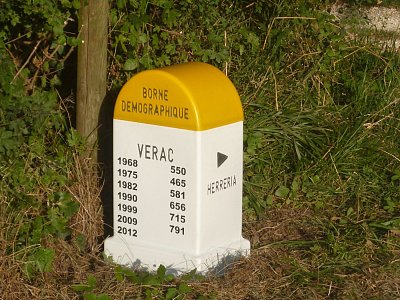 BORNE
DEMOGRAPHIQUE
VERAC
1968 550
1975 465
1982 581
1990 656
1999 715
2009 791
2012
HERRERIA